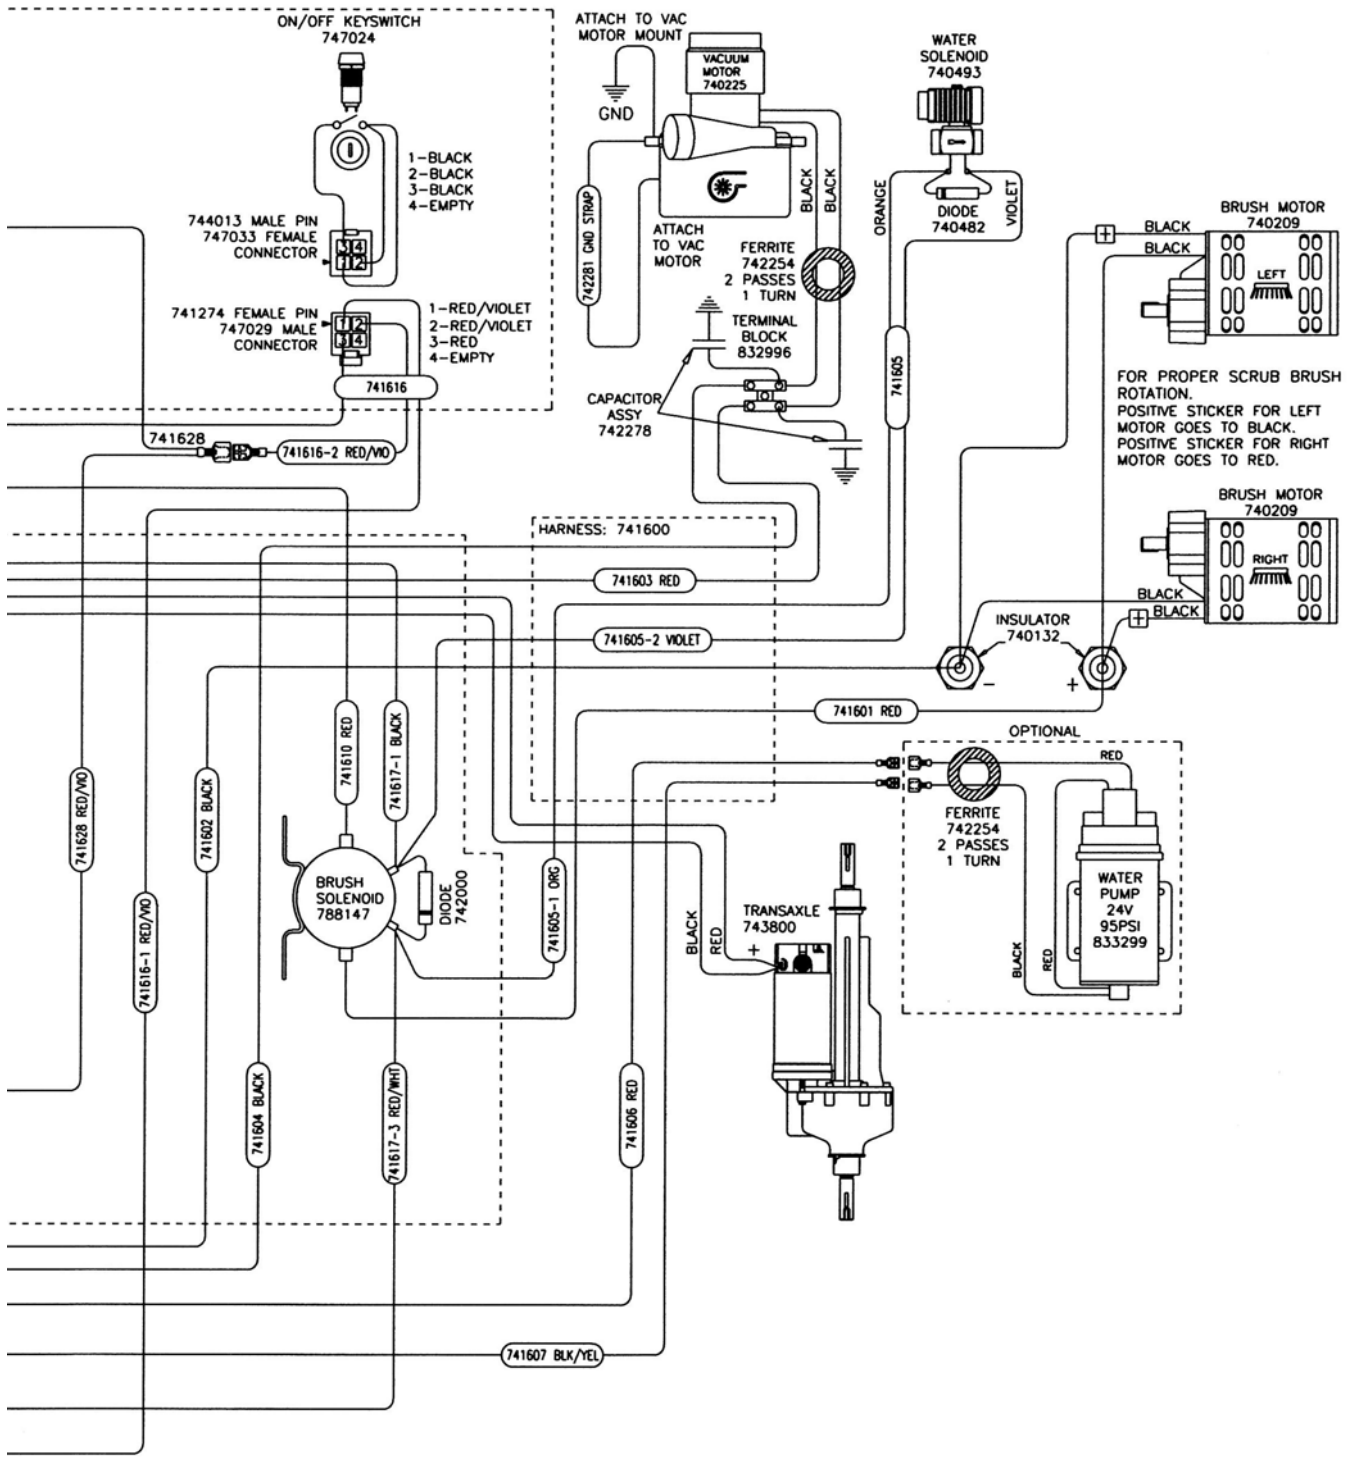 ON/OFF KEYSWITCH
747024
1-BLACK
2-BLACK
3-BLACK
4-EMPTY
744013 MALE PIN
747033 FEMALE
CONNECTOR
3 4
1 2
741274 FEMALE PIN
747029 MALE
CONNECTOR
1 2
3 4
1-RED/VIOLET
2-RED/VIOLET
3-RED
4-EMPTY
741616
741628
741616-2 RED/VIO
ATTACH TO VAC
MOTOR MOUNT
GND
VACUUM
MOTOR
740225
742281 GND STRAP
ATTACH
TO VAC
MOTOR
BLACK
BLACK
FERRITE
742254
2 PASSES
1 TURN
TERMINAL
BLOCK
832996
CAPACITOR
ASSY
742278
WATER
SOLENOID
740493
ORANGE
VIOLET
DIODE
740482
741605
BRUSH MOTOR
740209
+
BLACK
BLACK
LEFT
FOR PROPER SCRUB BRUSH
ROTATION.
POSITIVE STICKER FOR LEFT
MOTOR GOES TO BLACK.
POSITIVE STICKER FOR RIGHT
MOTOR GOES TO RED.
BRUSH MOTOR
740209
RIGHT
BLACK
+
BLACK
INSULATOR
740132
-
+
HARNESS: 741600
741603 RED
741605-2 VIOLET
741601 RED
741628 RED/VIO
741616-1 RED/VIO
741602 BLACK
741604 BLACK
741610 RED
741617-1 BLACK
BRUSH
SOLENOID
788147
DIODE
742000
741605-1 ORG
741617-3 RED/WHT
741606 RED
741607 BLK/YEL
BLACK
RED
TRANSAXLE
743800
+
OPTIONAL
RED
FERRITE
742254
2 PASSES
1 TURN
BLACK
RED
WATER
PUMP
24V
95PSI
833299